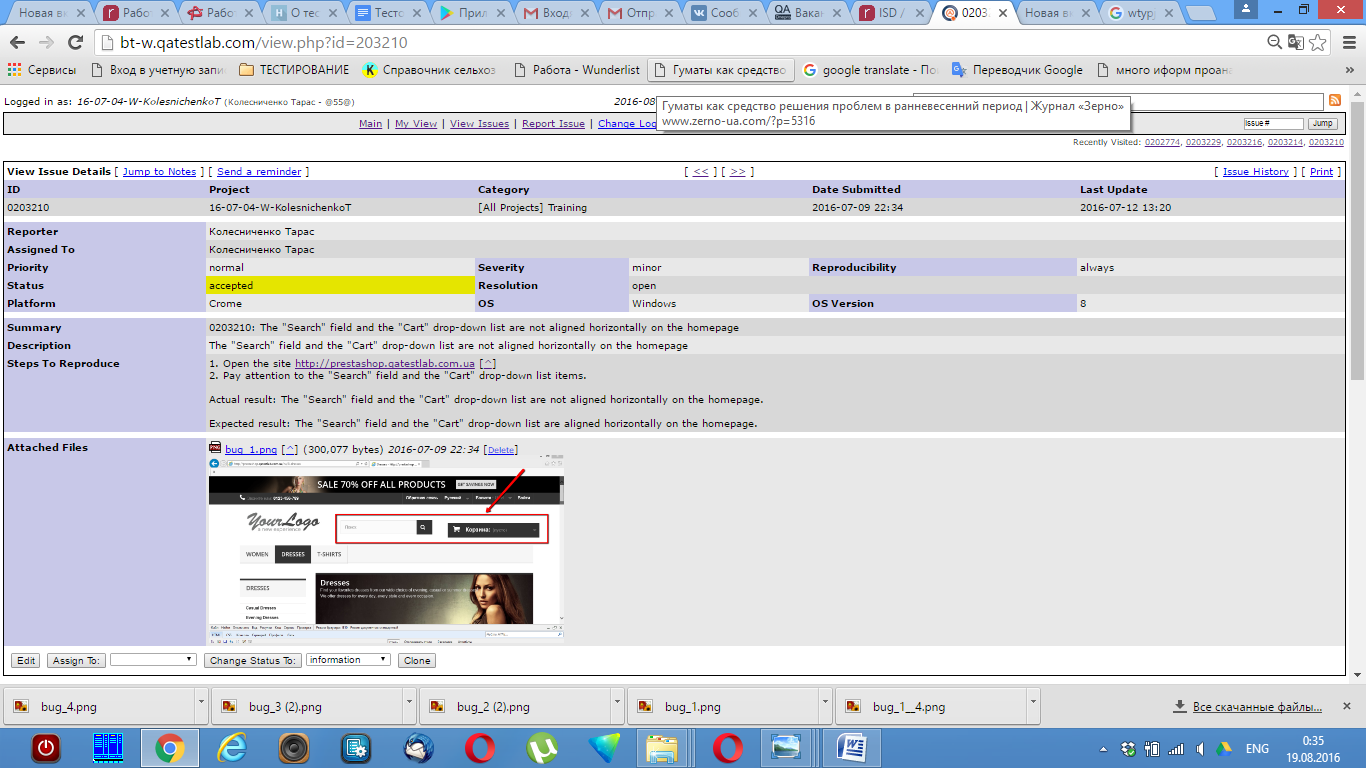 Новая вк
Работ
Работ
О тес
Тесто
Прил
Вход
Отпр
Сооб
QA Вакан
ISD
0203
Новая вк
wtyp
bt-w.qatestlab.com/view.php?id=203210
Сервисы Вход в учетную запи ТЕСТИРОВАНИЕ Справочник сельхоз Работа - Wunderlist Гуматы как средство google translate - По Переводчик Google много иформ проана »
Logged in as: 16-07-04-W-KolesnichenkoT (Колесниченко Тарас - @55@) 2016-08
Гуматы как средство решения проблем в ранневесенний период | Журнал «Зерно»
www.zerno-ua.com/?p=5316
Main | My View | View Issues | Report Issue | Change Log Issue # Jump
Recently Visited: 0202774, 0203229, 0203216, 0203214, 0203210
View Issue Details [ Jump to Notes ] [ Send a reminder ] [ << ] [ >> ] [ Issue History ] [ Print ]
ID Project Category Date Submitted Last Update
0203210 16-07-04-W-KolesnichenkoT [All Projects] Training 2016-07-09 22:34 2016-07-12 13:20
Reporter Колесниченко Тарас
Assigned To Колесниченко Тарас
Priority normal Severity minor Reproducibility always
Status accepted Resolution open
Platform Crome OS Windows OS Version 8
Summary 0203210: The "Search" field and the "Cart" drop-down list are not aligned horizontally on the homepage
Description The "Search" field and the "Cart" drop-down list are not aligned horizontally on the homepage
Steps To Reproduce 1. Open the site http://prestashop.qatestlab.com.ua [^]
2. Pay attention to the "Search" field and the "Cart" drop-down list items.
Actual result: The "Search" field and the "Cart" drop-down list are not aligned horizontally on the homepage.
Expected result: The "Search" field and the "Cart" drop-down list are aligned horizontally on the homepage.
Attached Files bug_1.png [^] (300,077 bytes) 2016-07-09 22:34 [Delete]
SALE 70% OFF ALL PRODUCTS GET SAVINGS NOW
YourLogo
a new experience
Поиск
Корзина:
WOMEN DRESSES T-SHIRTS
DRESSES
Dresses
Casual Dresses
Evening Dresses
Edit Assign To: Change Status To: information Clone
bug_4.png bug_3 (2).png bug_2 (2).png bug_1.png bug_1__4.png Все скачанные файлы...
ENG
0:35
19.08.2016